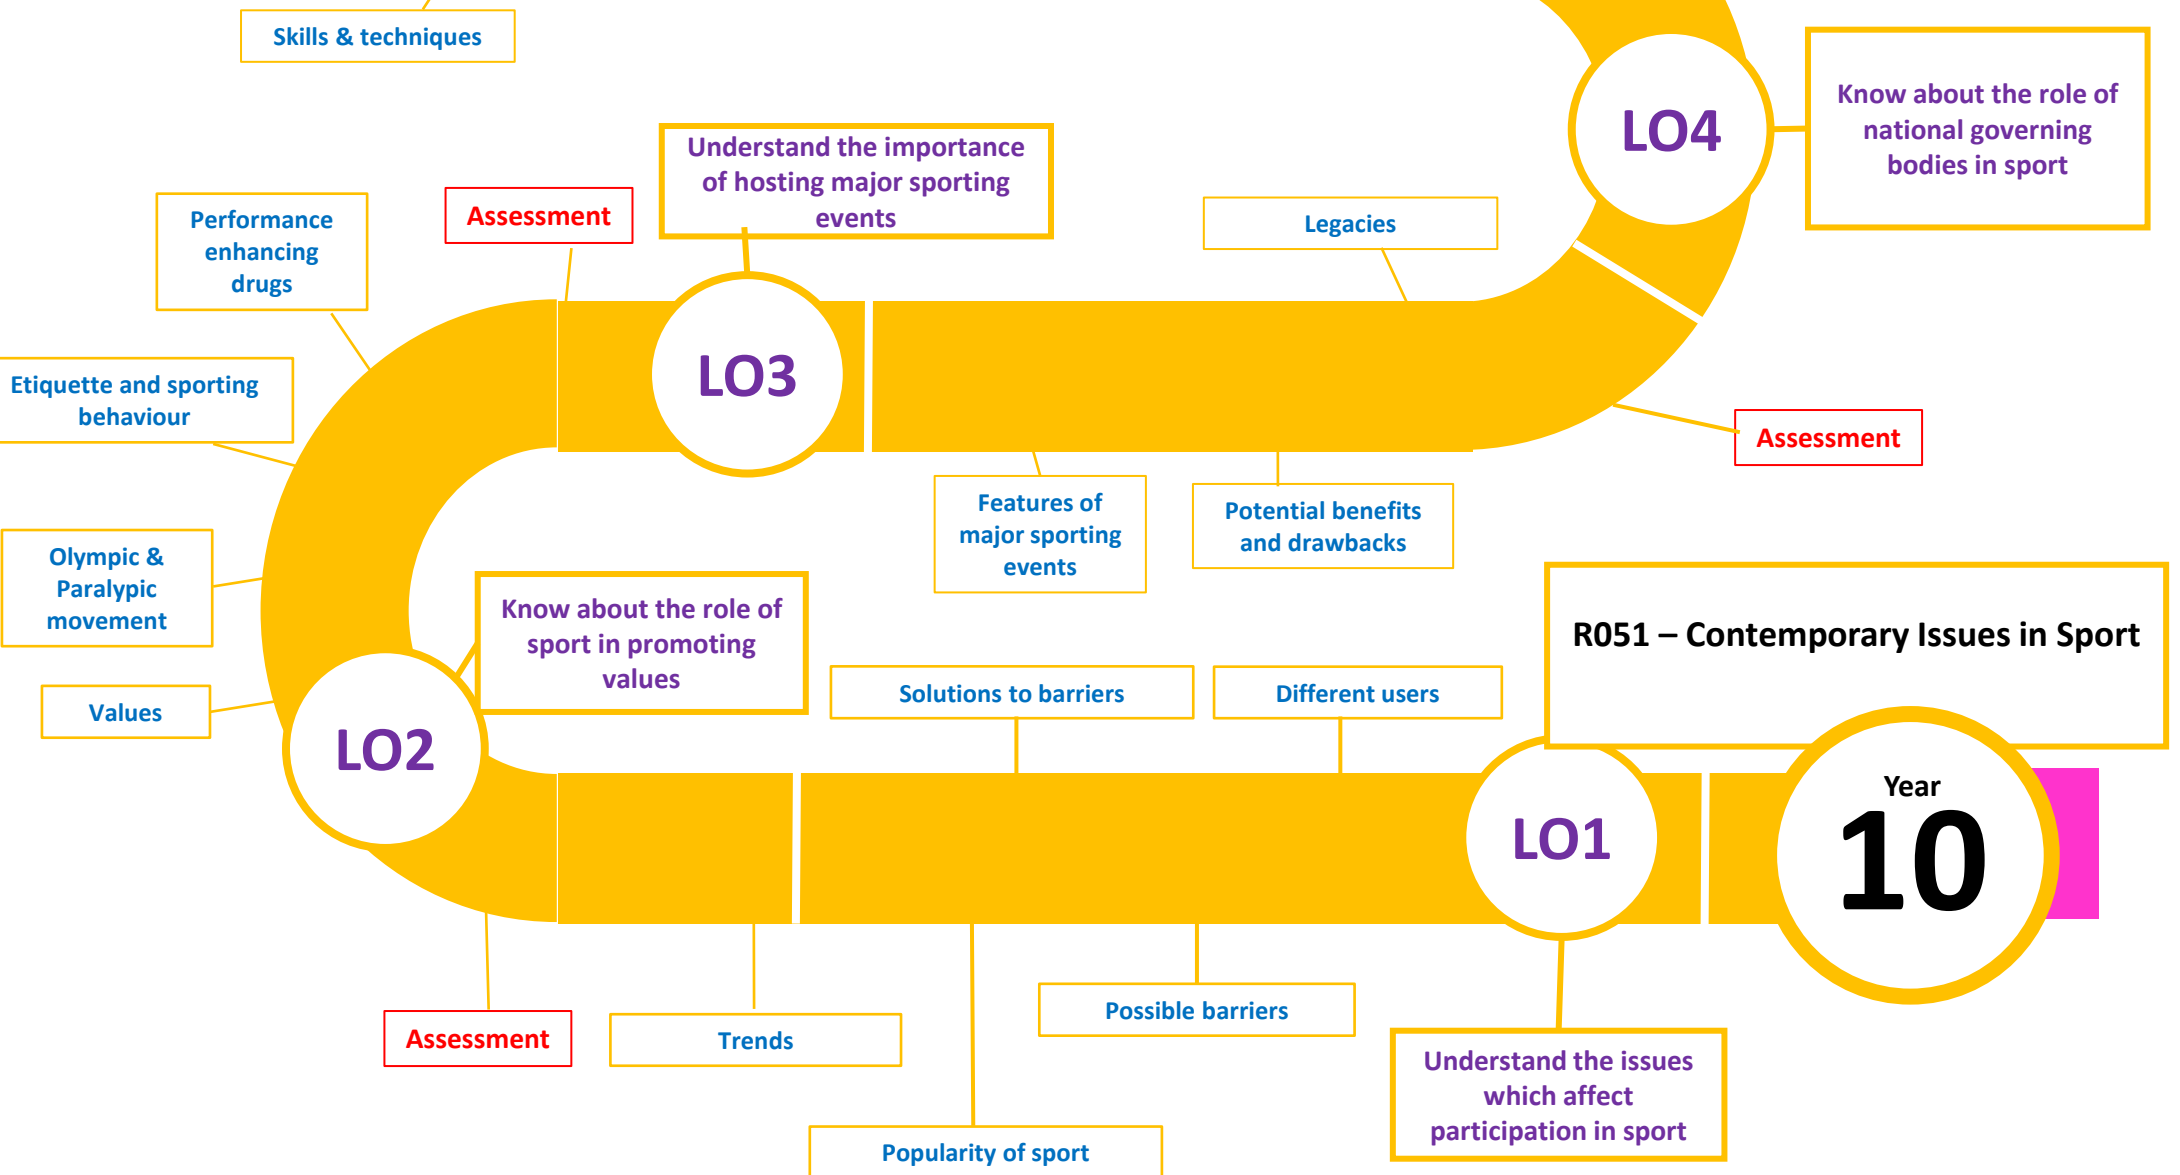 Skills & techniques
LO4
Know about the role of
national governing
bodies in sport
Understand the importance
of hosting major sporting
events
Assessment
Performance
enhancing
drugs
Legacies
LO3
Etiquette and sporting
behaviour
Assessment
Features of
major sporting
events
Potential benefits
and drawbacks
Olympic &
Paralypic
movement
Know about the role of
sport in promoting
values
R051 – Contemporary Issues in Sport
Values
Solutions to barriers
Different users
LO2
LO1
Year
10
Assessment
Trends
Possible barriers
Understand the issues
which affect
participation in sport
Popularity of sport